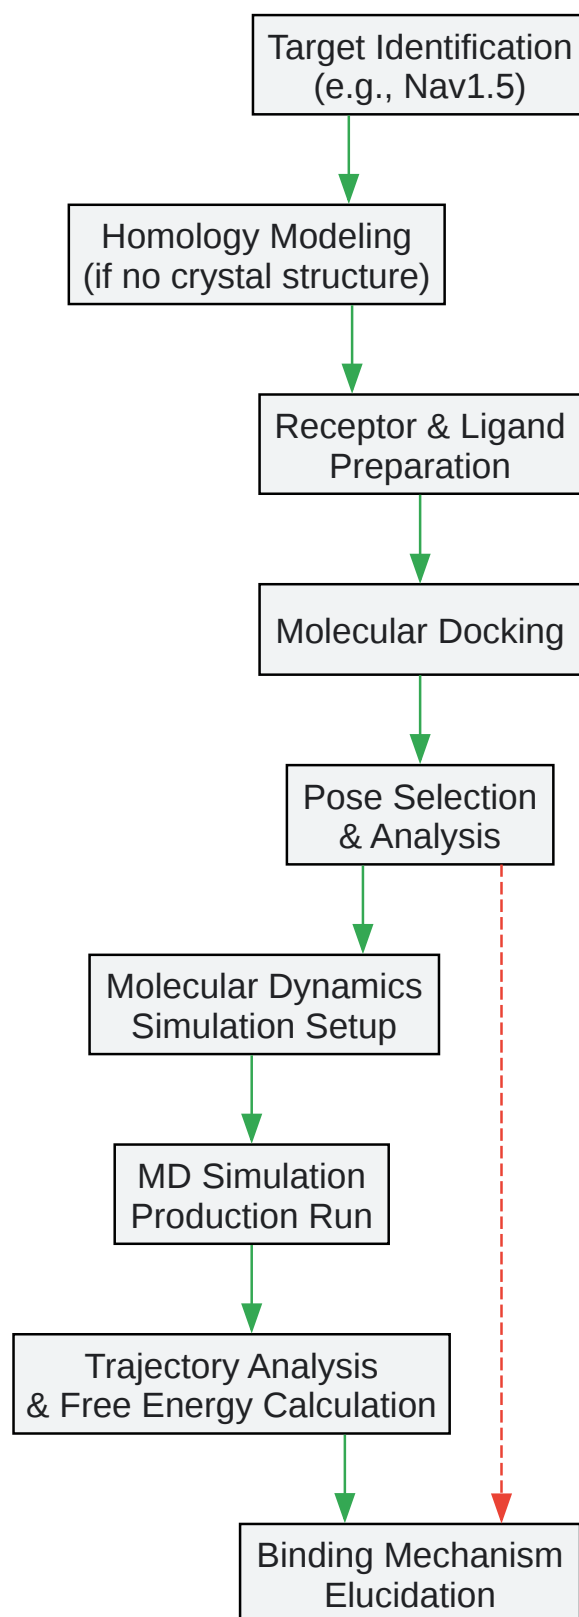 Target Identification
(e.g., Nav1.5)
Homology Modeling
(if no crystal structure)
Receptor & Ligand
Preparation
Molecular Docking
Pose Selection
& Analysis
Molecular Dynamics
Simulation Setup
MD Simulation
Production Run
Trajectory Analysis
& Free Energy Calculation
Binding Mechanism
Elucidation